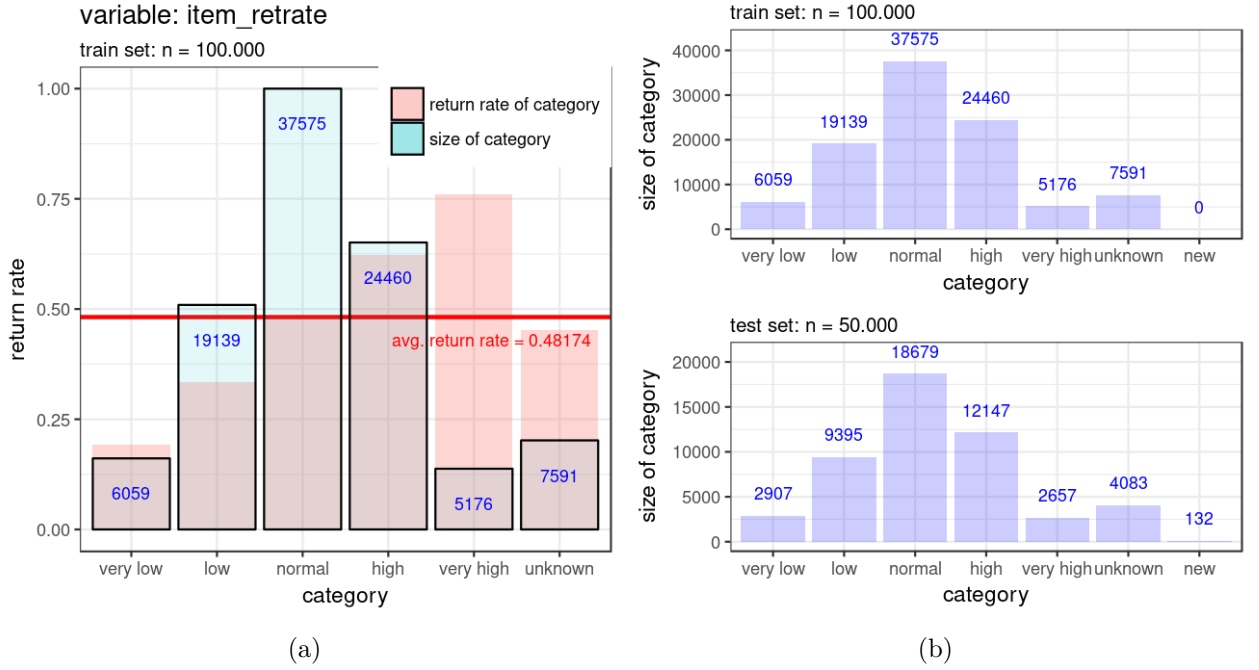 variable: item_retrate
train set: n = 100.000
return rate
1.00
0.75
0.50
0.25
0.00
return rate of category
size of category
6059
19139
37575
24460
5176
7591
avg. return rate = 0.48174
very low low normal high very high unknown
category
(a)
train set: n = 100.000
size of category
40000
30000
20000
10000
0
6059
19139
37575
24460
5176
7591
0
very low low normal high very high unknown new
category
test set: n = 50.000
size of category
20000
15000
10000
5000
0
2907
9395
18679
12147
2657
4083
132
very low low normal high very high unknown new
category
(b)